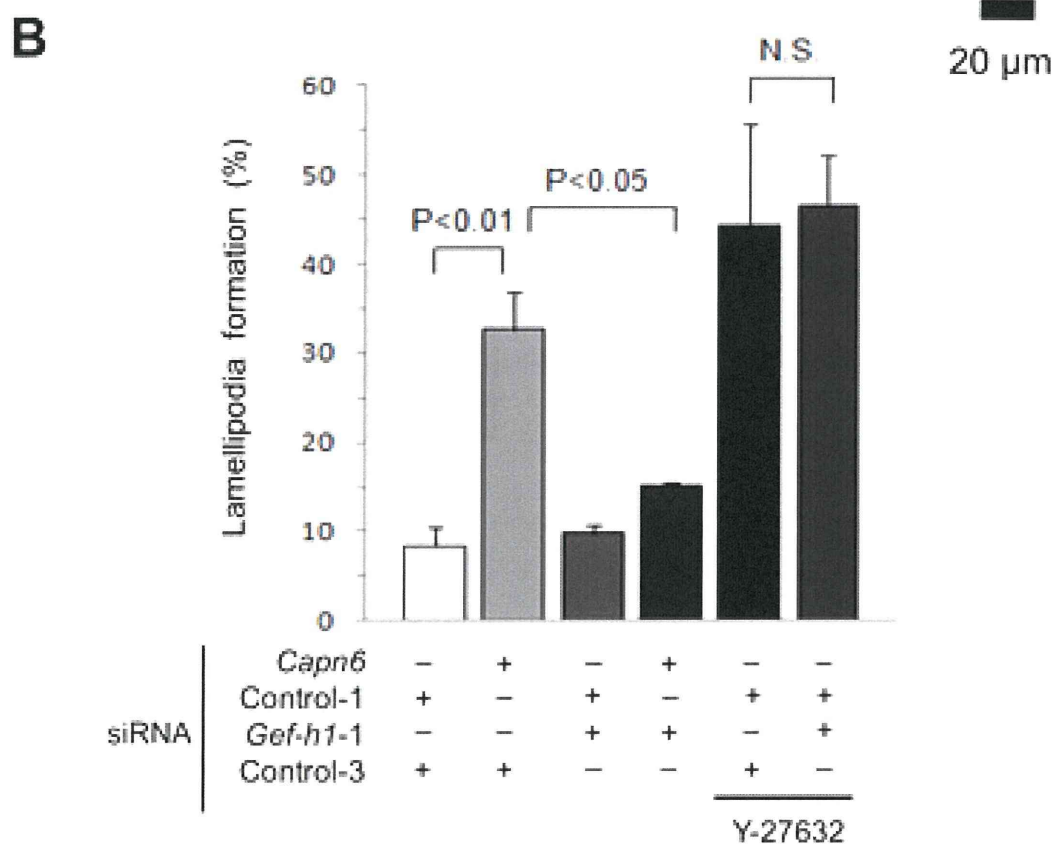 B
20 µm
N.S.
60
P<0.05
50
P<0.01
40
Lamellipodia formation (%)
30
20
10
0
Capn6 – + – + – –
Control-1 + – + – + +
siRNA
Gef-h1-1 – – + + – +
Control-3 + + – – + –
Y-27632